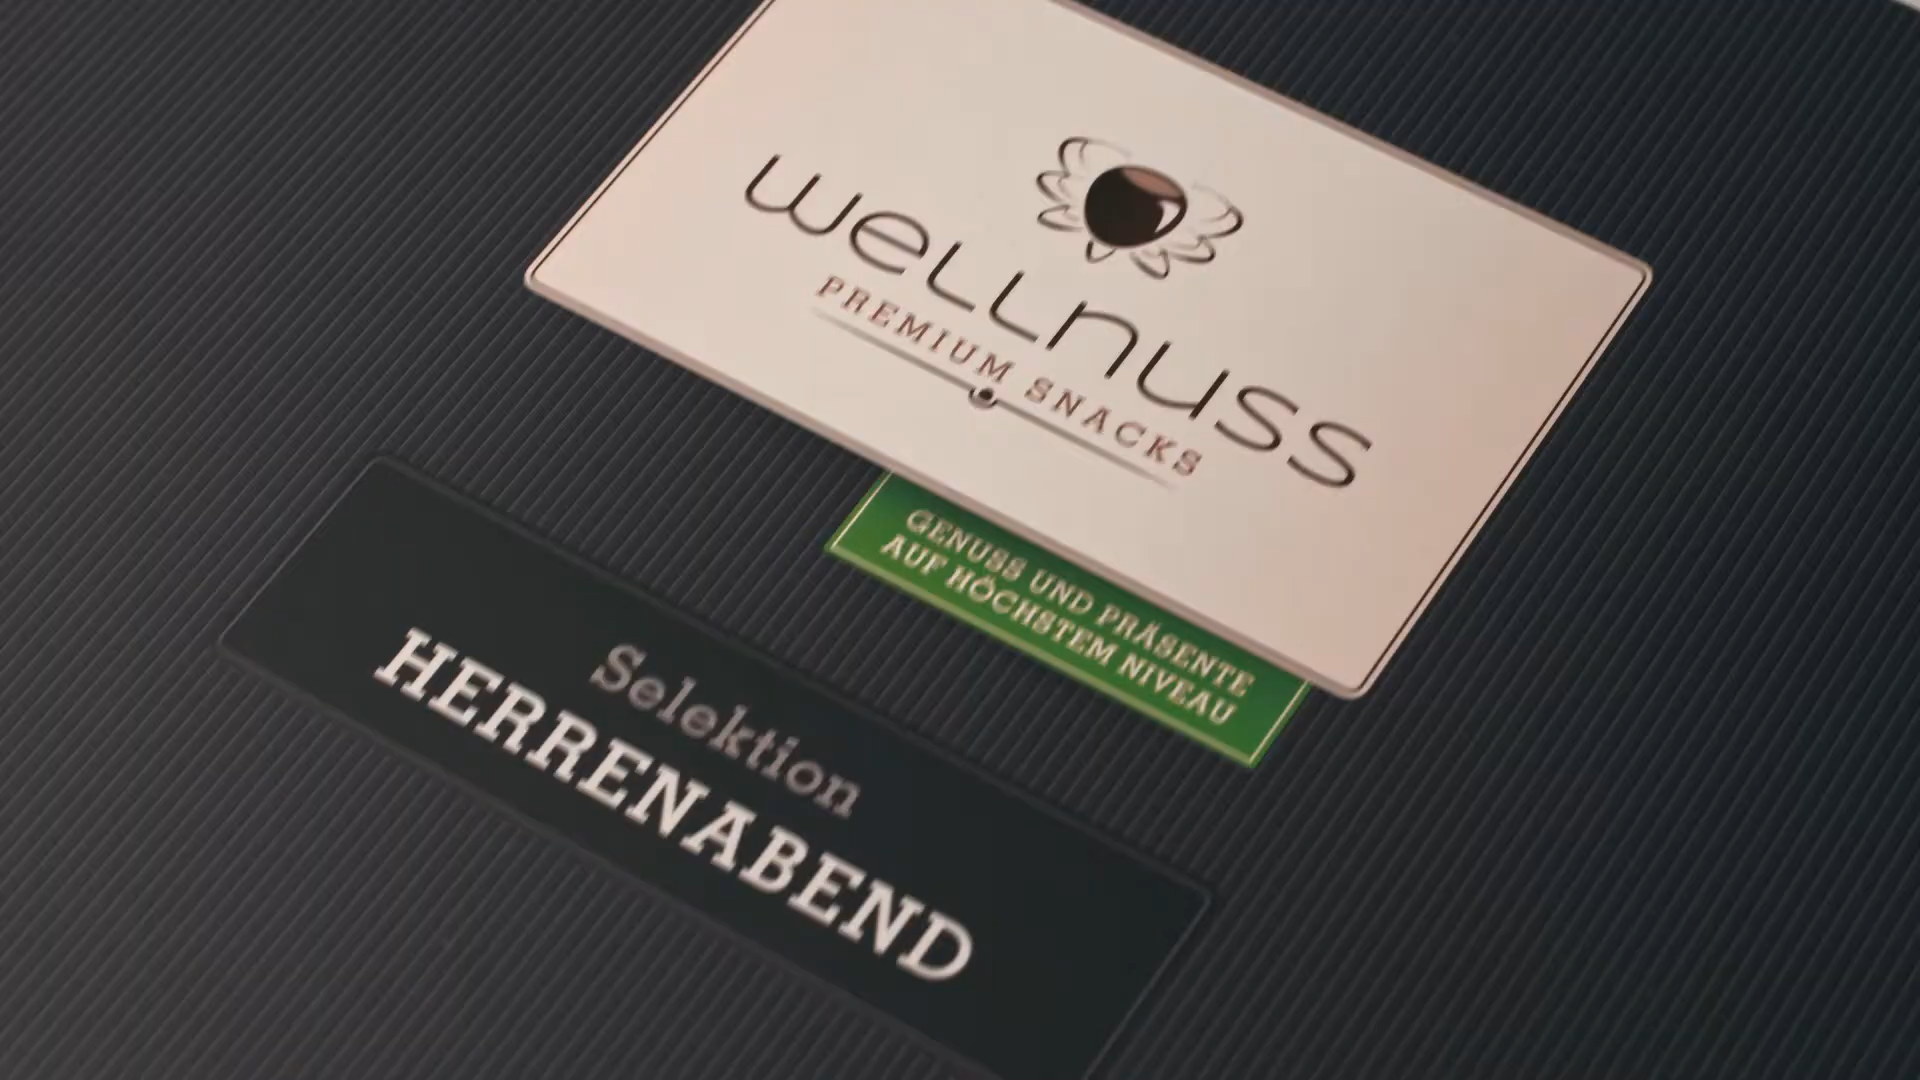 wellnuss
PREMIUM SNACKS
GENUSS UND PRÄSENTE
AUF HÖCHSTEM NIVEAU
Selektion
HERRENABEND